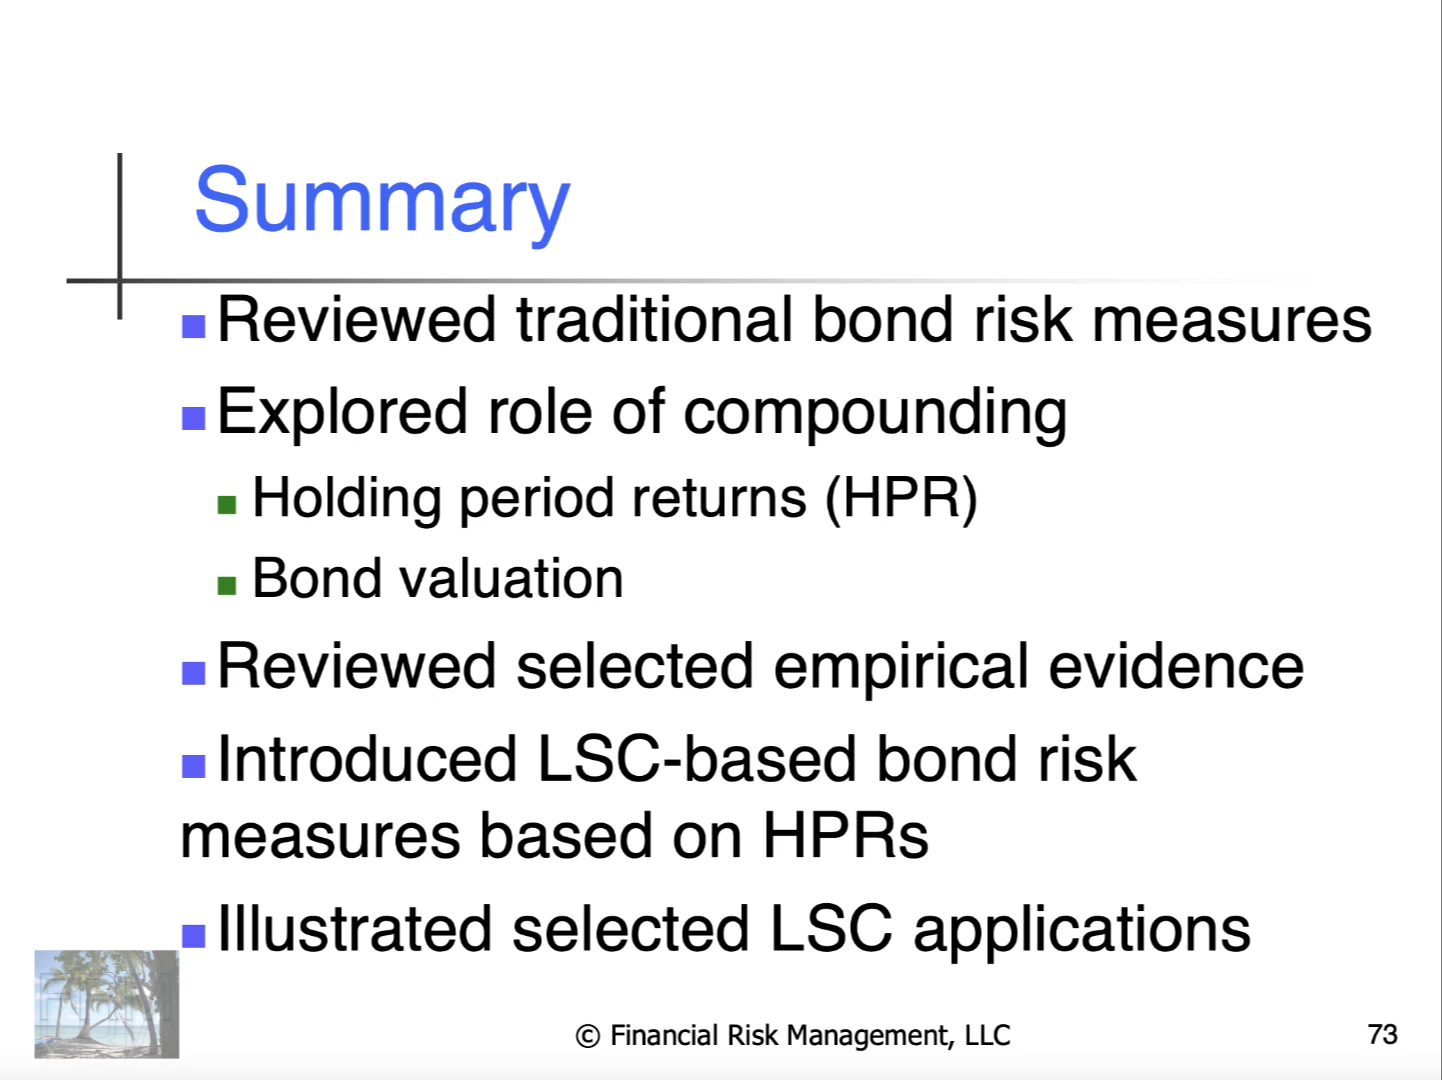 Summary
Reviewed traditional bond risk measures
Explored role of compounding
Holding period returns (HPR)
Bond valuation
Reviewed selected empirical evidence
Introduced LSC-based bond risk
measures based on HPRs
Illustrated selected LSC applications
© Financial Risk Management, LLC
73